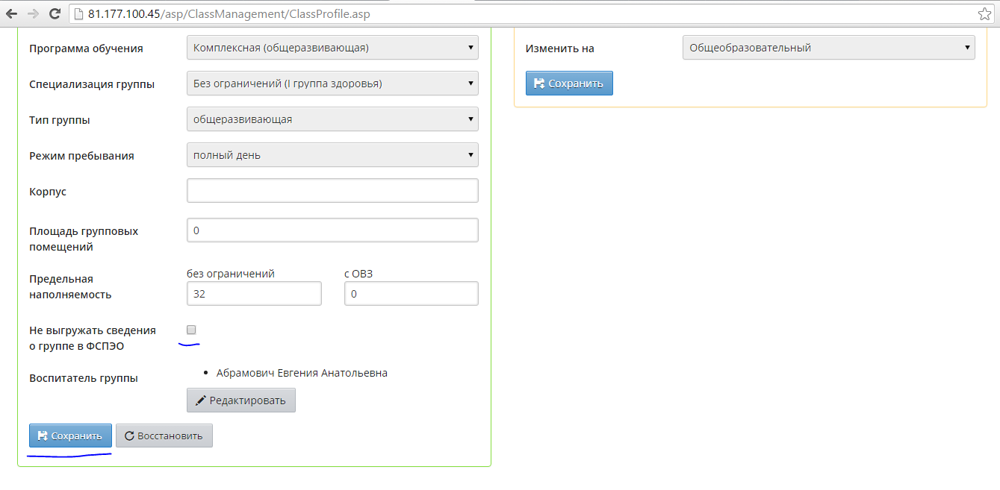 81.177.100.45/asp/ClassManagement/ClassProfile.asp
Программа обучения
Комплексная (общеразвивающая)
Специализация группы
Без ограничений (I группа здоровья)
Тип группы
общеразвивающая
Режим пребывания
полный день
Корпус
Площадь групповых
помещений
0
Предельная
наполняемость
без ограничений
с ОВЗ
32
0
Не выгружать сведения
о группе в ФСПЭО
Воспитатель группы
Абрамович Евгения Анатольевна
Редактировать
Сохранить
Восстановить
Изменить на
Общеобразовательный
Сохранить